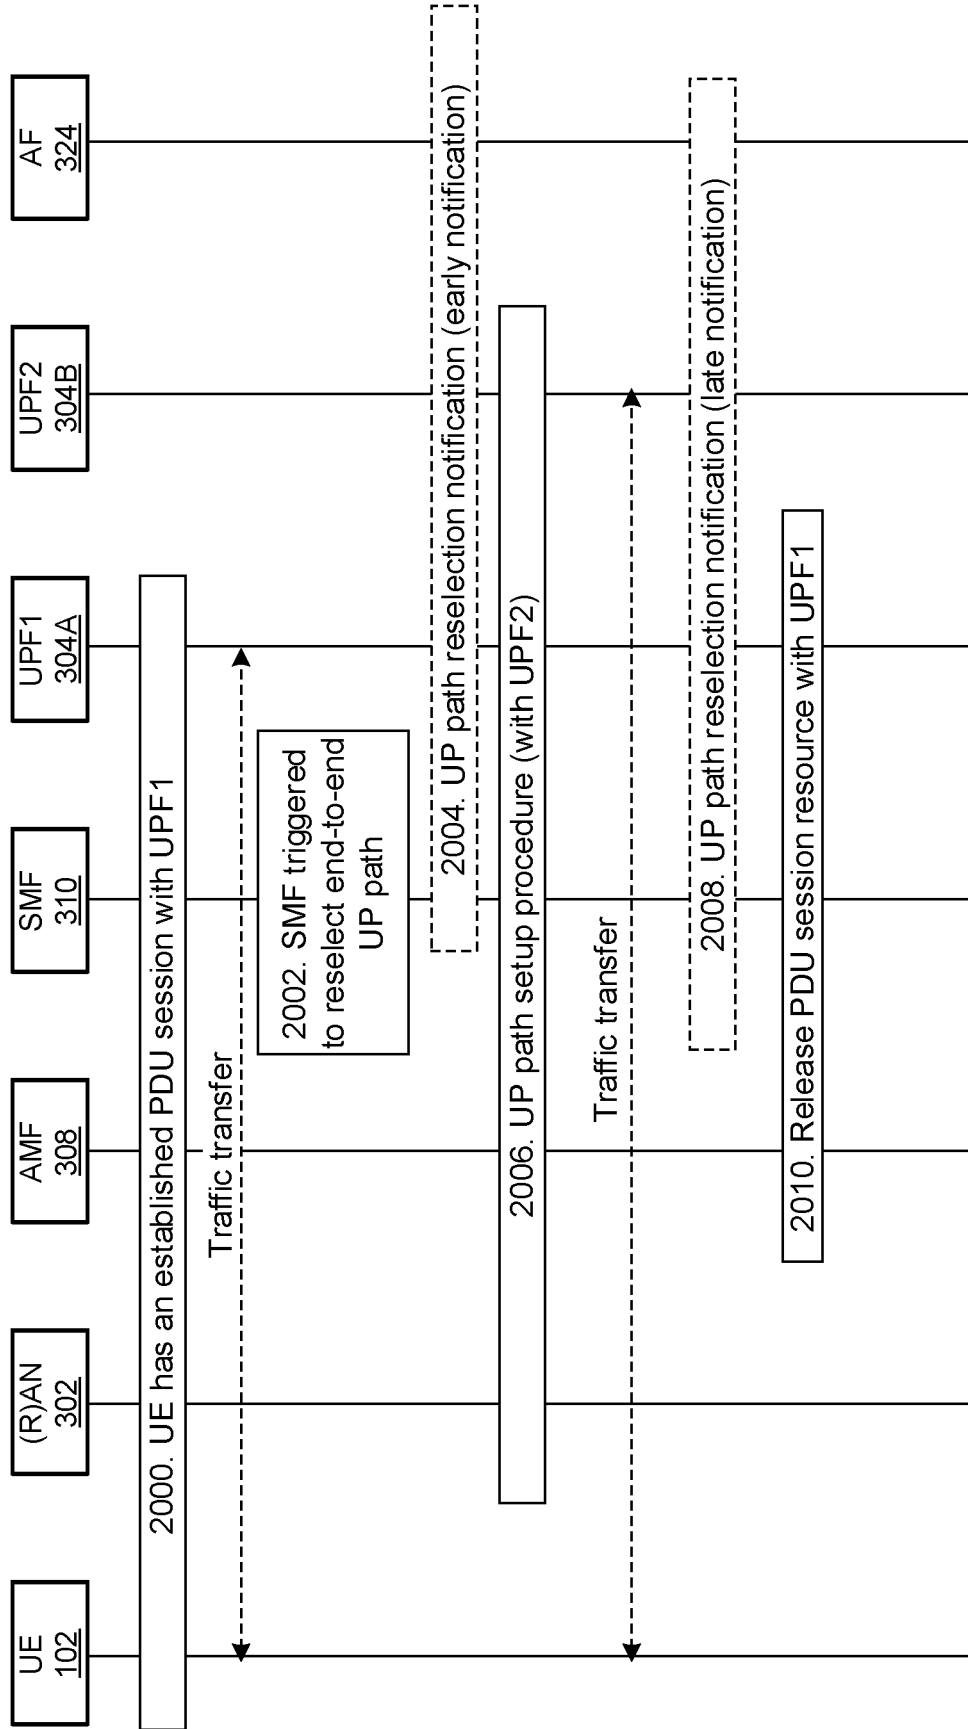 UE
102
(R)AN
302
AMF
308
SMF
310
UPF1
304A
UPF2
304B
AF
324
2000. UE has an established PDU session with UPF1
Traffic transfer
2002. SMF triggered
to reselect end-to-end
UP path
2004. UP path reselection notification (early notification)
2006. UP path setup procedure (with UPF2)
Traffic transfer
2008. UP path reselection notification (late notification)
2010. Release PDU session resource with UPF1